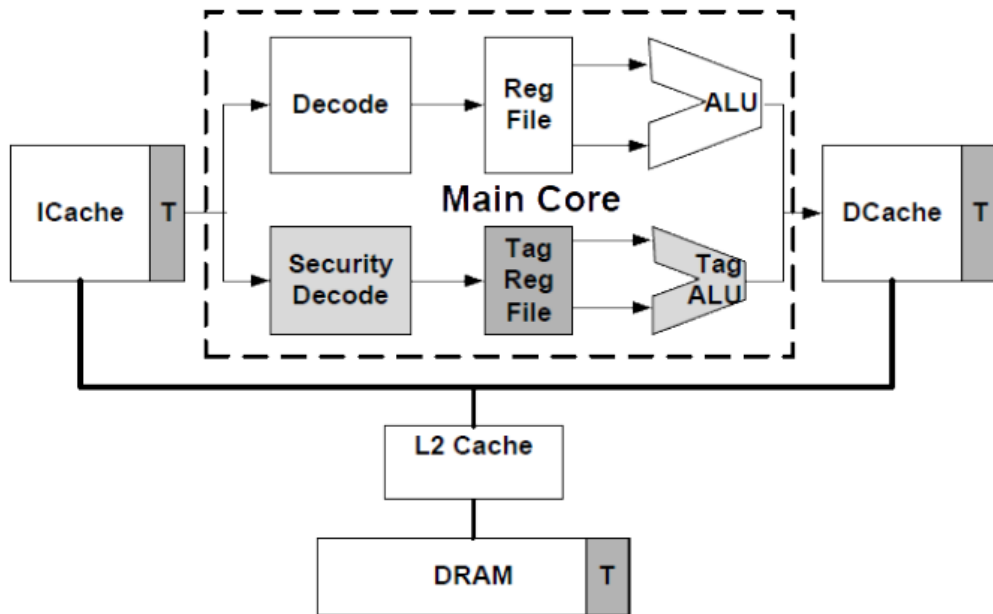 Decode
Reg
File
ALU
ICache
T
Main Core
DCache
T
Security
Decode
Tag
Reg
File
Tag
ALU
L2 Cache
DRAM
T